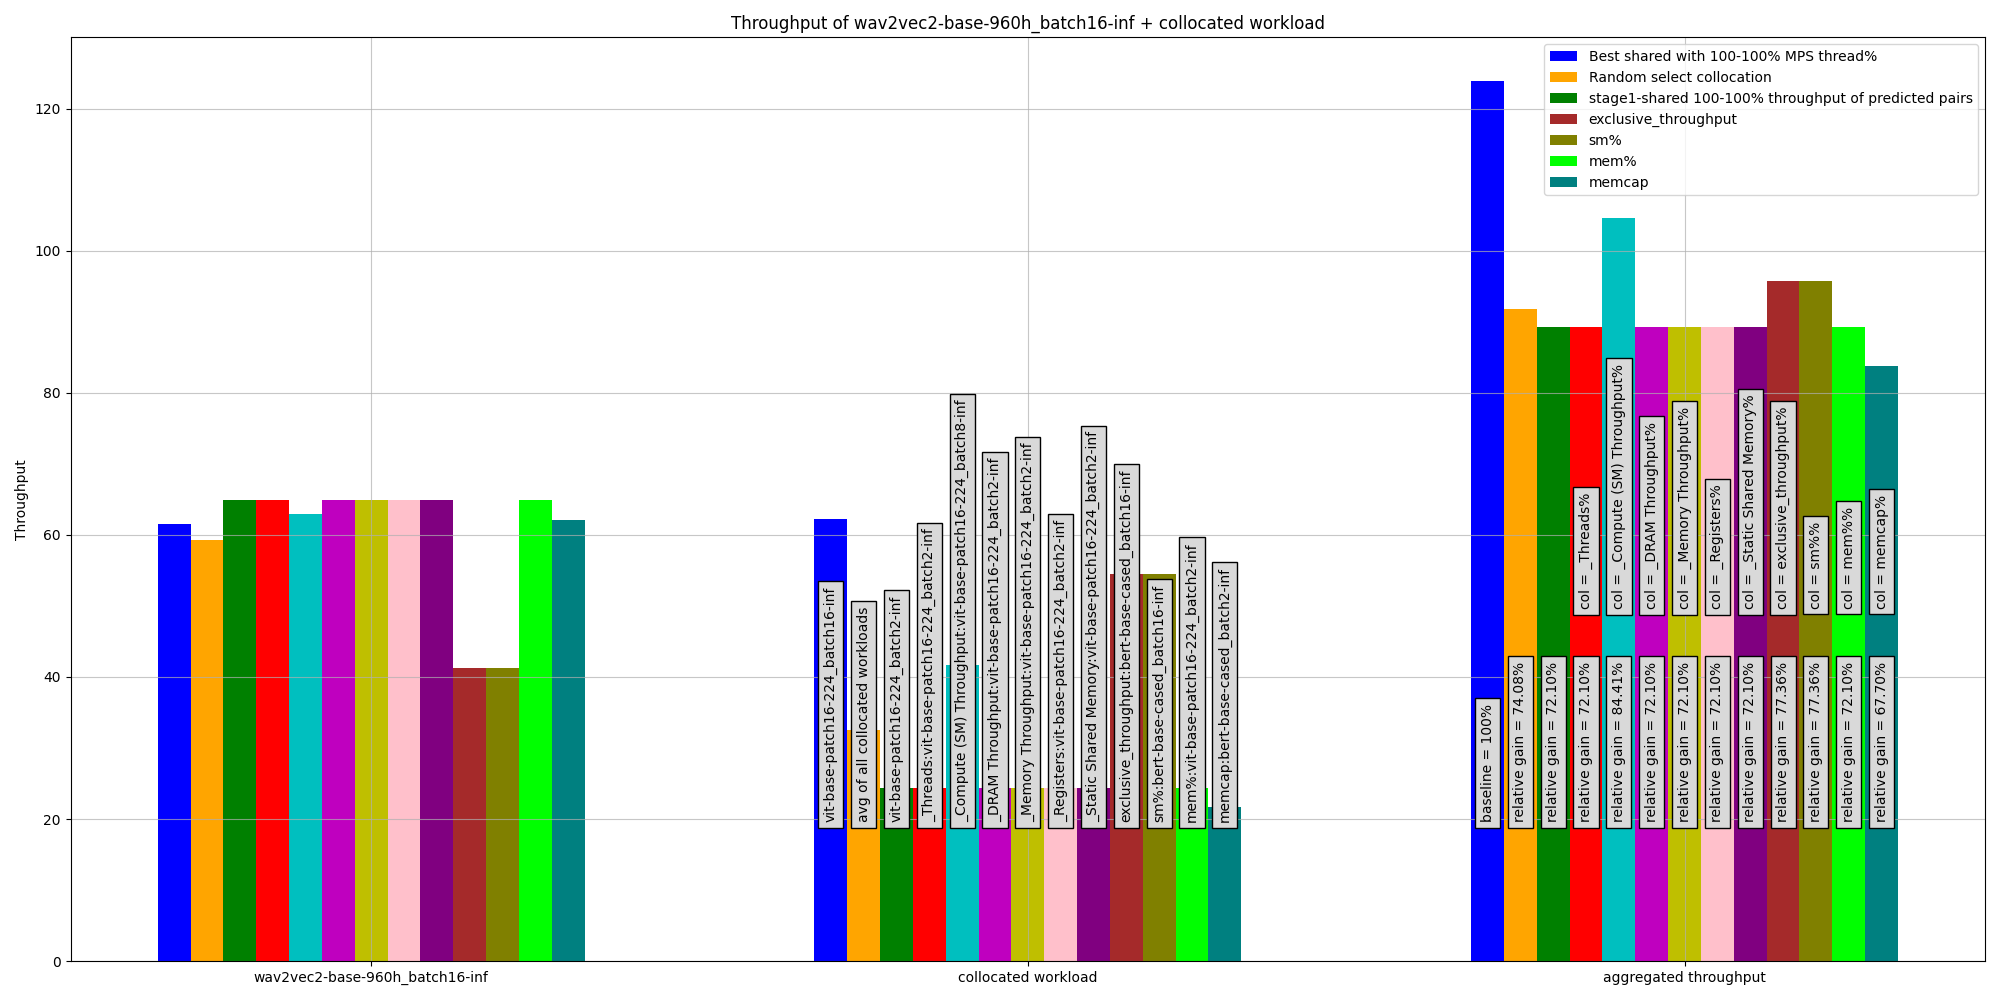 Throughput of wav2vec2-base-960h_batch16-inf + collocated workload
Best shared with 100-100% MPS thread%
Random select collocation
stage1-shared 100-100% throughput of predicted pairs
exclusive_throughput
sm%
mem%
memcap
Throughput
120
100
80
60
40
20
0
vit-base-patch16-224_batch16-inf
avg of all collocated workloads
vit-base-patch16-224_batch2-inf
_Threads:vit-base-patch16-224_batch2-inf
_Compute (SM) Throughput:vit-base-patch16-224_batch8-inf
_DRAM Throughput:vit-base-patch16-224_batch2-inf
_Memory Throughput:vit-base-patch16-224_batch2-inf
_Registers:vit-base-patch16-224_batch2-inf
_Static Shared Memory:vit-base-patch16-224_batch2-inf
exclusive_throughput:bert-base-cased_batch16-inf
sm%:bert-base-cased_batch16-inf
mem%:vit-base-patch16-224_batch2-inf
memcap:bert-base-cased_batch2-inf
col = _Threads%
col = _Compute (SM) Throughput%
col = _DRAM Throughput%
col = _Memory Throughput%
col = _Registers%
col = _Static Shared Memory%
col = exclusive_throughput%
col = sm%%
col = mem%%
col = memcap%
baseline = 100%
relative gain = 74.08%
relative gain = 72.10%
relative gain = 72.10%
relative gain = 84.41%
relative gain = 72.10%
relative gain = 72.10%
relative gain = 72.10%
relative gain = 72.10%
relative gain = 77.36%
relative gain = 77.36%
relative gain = 72.10%
relative gain = 67.70%
wav2vec2-base-960h_batch16-inf
collocated workload
aggregated throughput